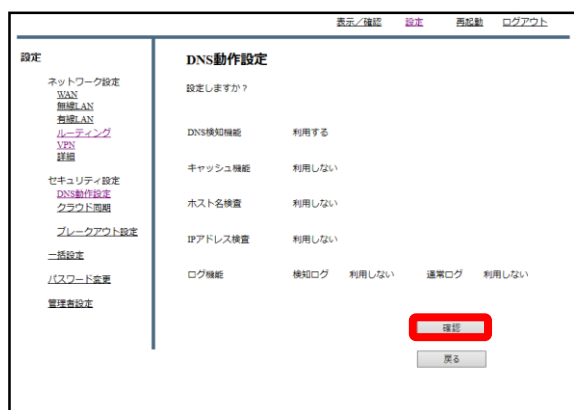 表示／確認 設定 再起動 ログアウト
設定
ネットワーク設定
WAN
無線LAN
有線LAN
ルーティング
VPN
詳細
セキュリティ設定
DNS動作設定
クラウド同期
ブレークアウト設定
一括設定
パスワード変更
管理者設定
DNS動作設定
設定しますか？
DNS検知機能 利用する
キャッシュ機能 利用しない
ホスト名検査 利用しない
IPアドレス検査 利用しない
ログ機能 検知ログ 利用しない 通常ログ 利用しない
確認
戻る